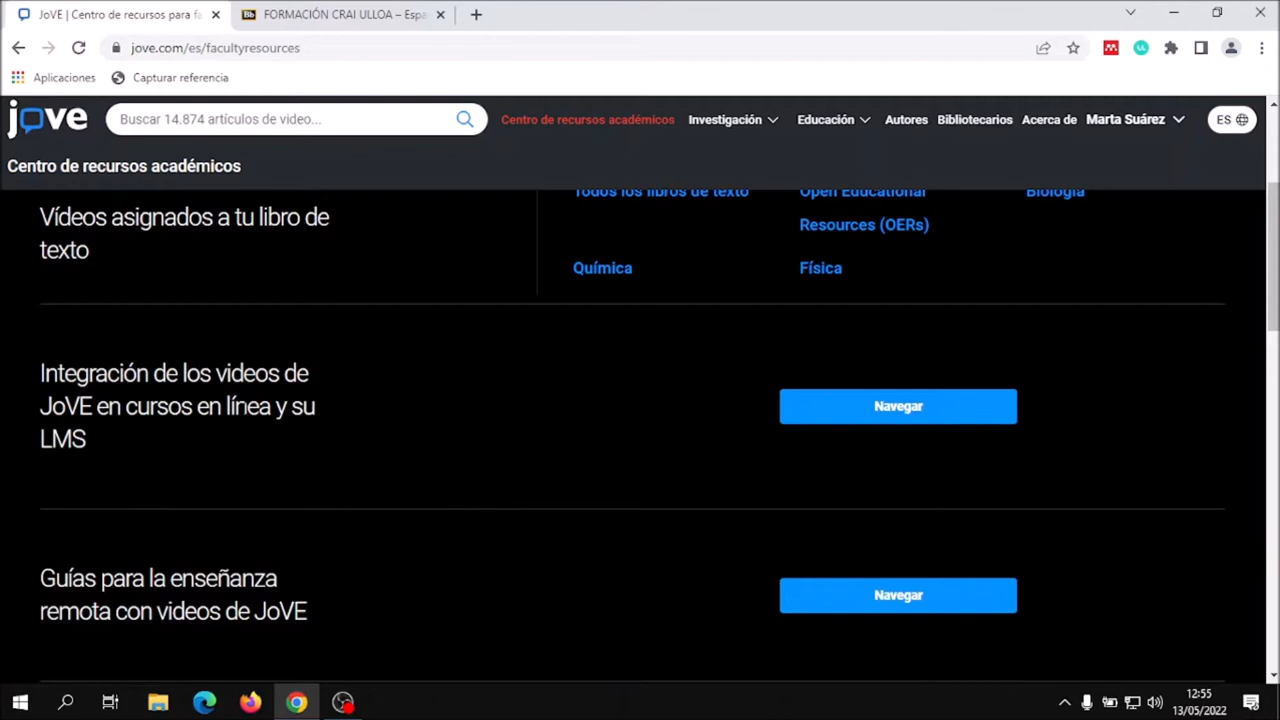 JoVE | Centro de recursos para fa
Bb FORMACIÓN CRAI ULLOA – Espa
jove.com/es/facultyresources
Aplicaciones Capturar referencia
jove Buscar 14.874 artículos de video... Centro de recursos académicos Investigación Educación Autores Bibliotecarios Acerca de Marta Suárez ES
Centro de recursos académicos
Vídeos asignados a tu libro de
texto
Todos los libros de texto Open Educational Biología
Resources (OERs)
Química Física
Integración de los videos de
JoVE en cursos en línea y su
LMS
Navegar
Guías para la enseñanza
remota con videos de JoVE
Navegar
12:55
13/05/2022